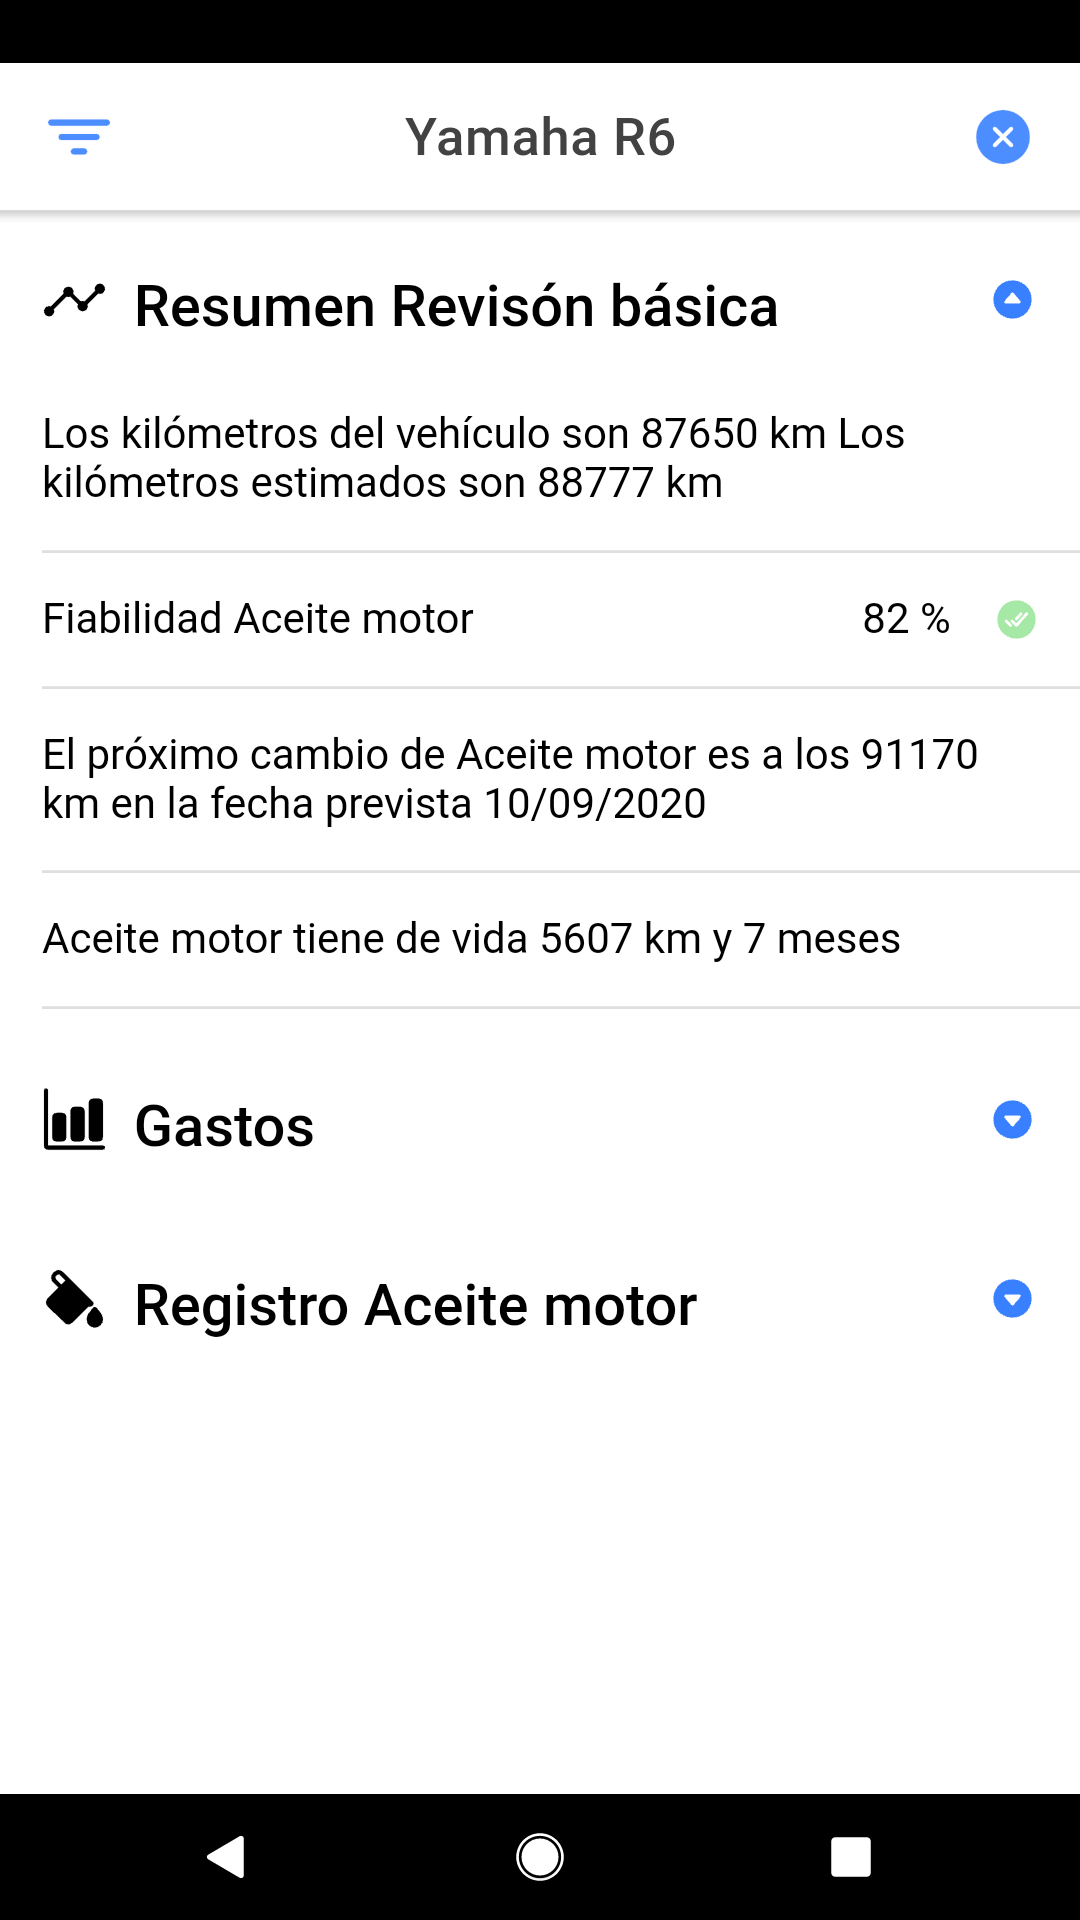 Yamaha R6
Resumen Revisón básica
Los kilómetros del vehículo son 87650 km Los
kilómetros estimados son 88777 km
Fiabilidad Aceite motor 82 %
El próximo cambio de Aceite motor es a los 91170
km en la fecha prevista 10/09/2020
Aceite motor tiene de vida 5607 km y 7 meses
Gastos
Registro Aceite motor